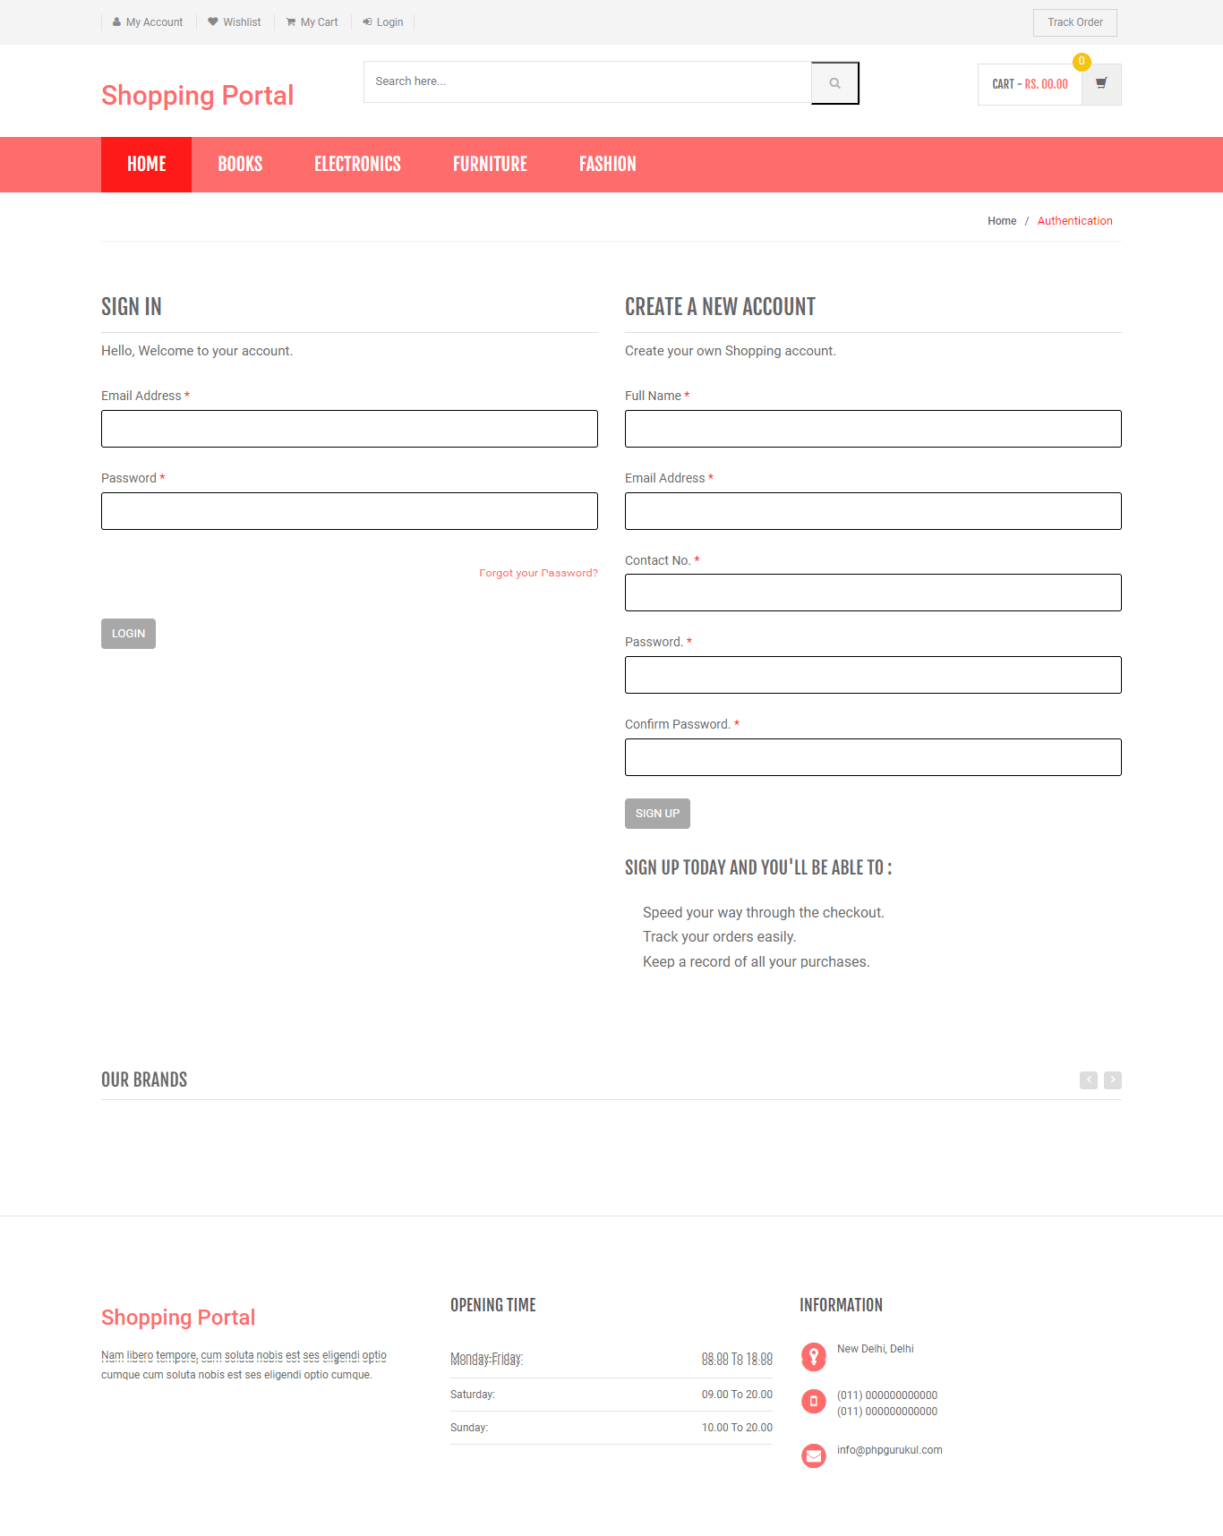 My Account
Wishlist
My Cart
Login
Track Order
Shopping Portal
Search here...
0
CART - RS. 00.00
HOME
BOOKS
ELECTRONICS
FURNITURE
FASHION
Home / Authentication
SIGN IN
Hello, Welcome to your account.
Email Address *
Password *
Forgot your Password?
LOGIN
CREATE A NEW ACCOUNT
Create your own Shopping account.
Full Name *
Email Address *
Contact No. *
Password. *
Confirm Password. *
SIGN UP
SIGN UP TODAY AND YOU'LL BE ABLE TO :
Speed your way through the checkout.
Track your orders easily.
Keep a record of all your purchases.
OUR BRANDS
Shopping Portal
Nam libero tempore, cum soluta nobis est ses eligendi optio
cumque cum soluta nobis est ses eligendi optio cumque.
OPENING TIME
Monday-Friday: 08.00 To 18.00
Saturday: 09.00 To 20.00
Sunday: 10.00 To 20.00
INFORMATION
New Delhi, Delhi
(011) 000000000000
(011) 000000000000
info@phpgurukul.com